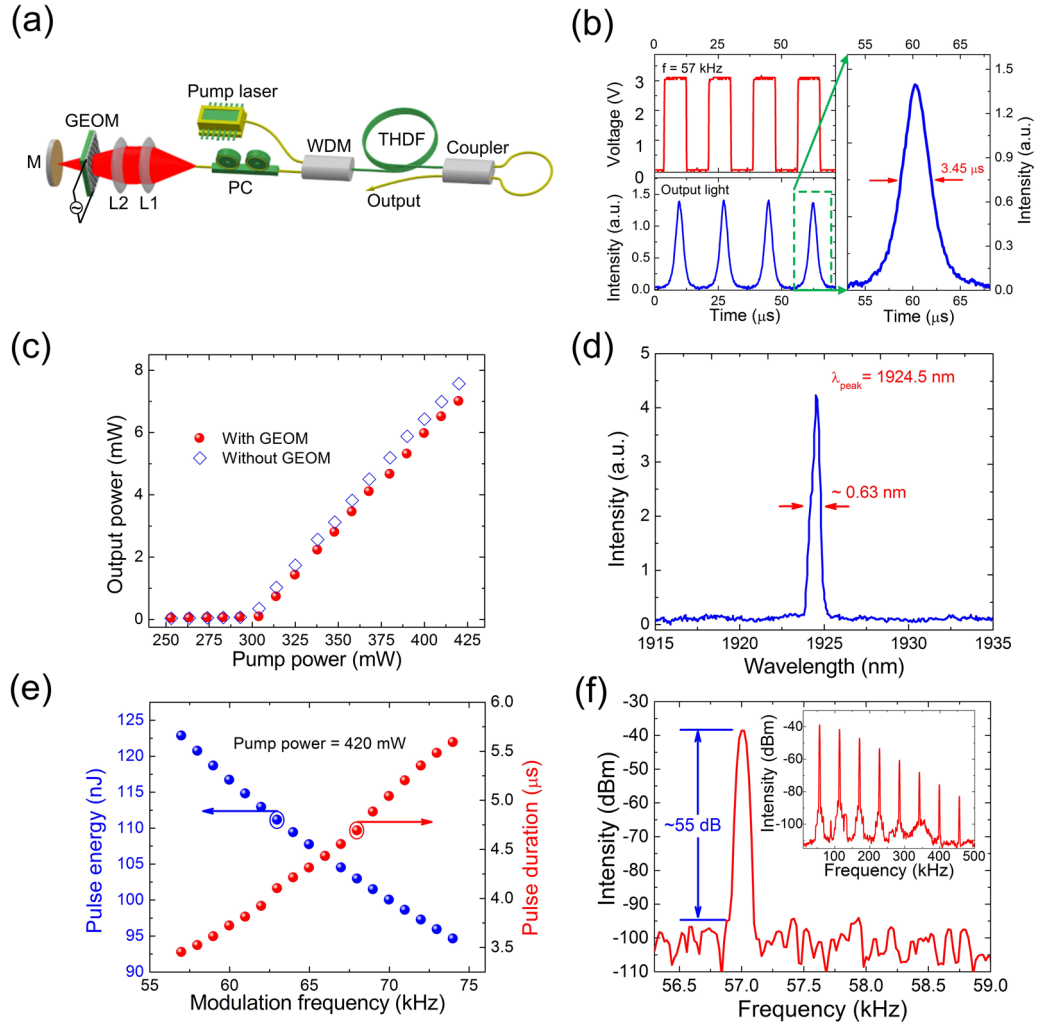 (a)
Pump laser
GEOM
THDF
WDM
Coupler
M
PC
L2 L1
Output
(b)
0 25 50
55 60 65
f = 57 kHz
Voltage (V)
3
2
1
0
Output light
Intensity (a.u.)
1.5
1.0
0.5
0.0
0 25 50
Time (μs)
3.45 μs
1.5
1.2
0.9
0.6
0.3
0.0
Intensity (a.u.)
55 60 65
Time (μs)
(c)
Output power (mW)
8
6
4
2
0
With GEOM
Without GEOM
250 275 300 325 350 375 400 425
Pump power (mW)
(d)
Intensity (a.u.)
5
4
3
2
1
0
λpeak = 1924.5 nm
~ 0.63 nm
1915 1920 1925 1930 1935
Wavelength (nm)
(e)
Pulse energy (nJ)
125
120
115
110
105
100
95
90
Pump power = 420 mW
6.0
5.5
5.0
4.5
4.0
3.5
Pulse duration (μs)
55 60 65 70 75
Modulation frequency (kHz)
(f)
Intensity (dBm)
-30
-40
-50
-60
-70
-80
-90
-100
-110
~55 dB
Intensity (dBm)
-40
-60
-80
-100
100 200 300 400 500
Frequency (kHz)
56.5 57.0 57.5 58.0 58.5 59.0
Frequency (kHz)